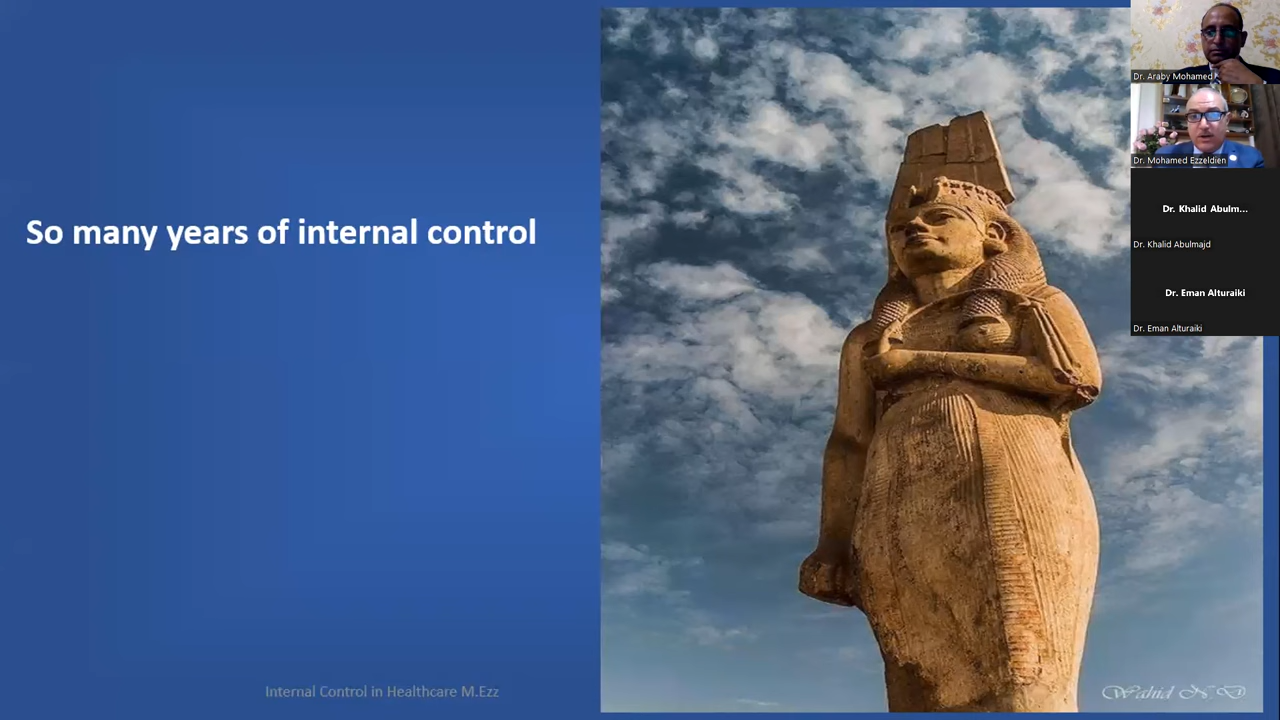 So many years of internal control
Internal Control in Healthcare M.Ezz
Wahid N.D
Dr. Araby Mohamed
Dr. Mohamed Ezzeldien
Dr. Khalid Abulm...
Dr. Khalid Abulmajd
Dr. Eman Alturaiki
Dr. Eman Alturaiki